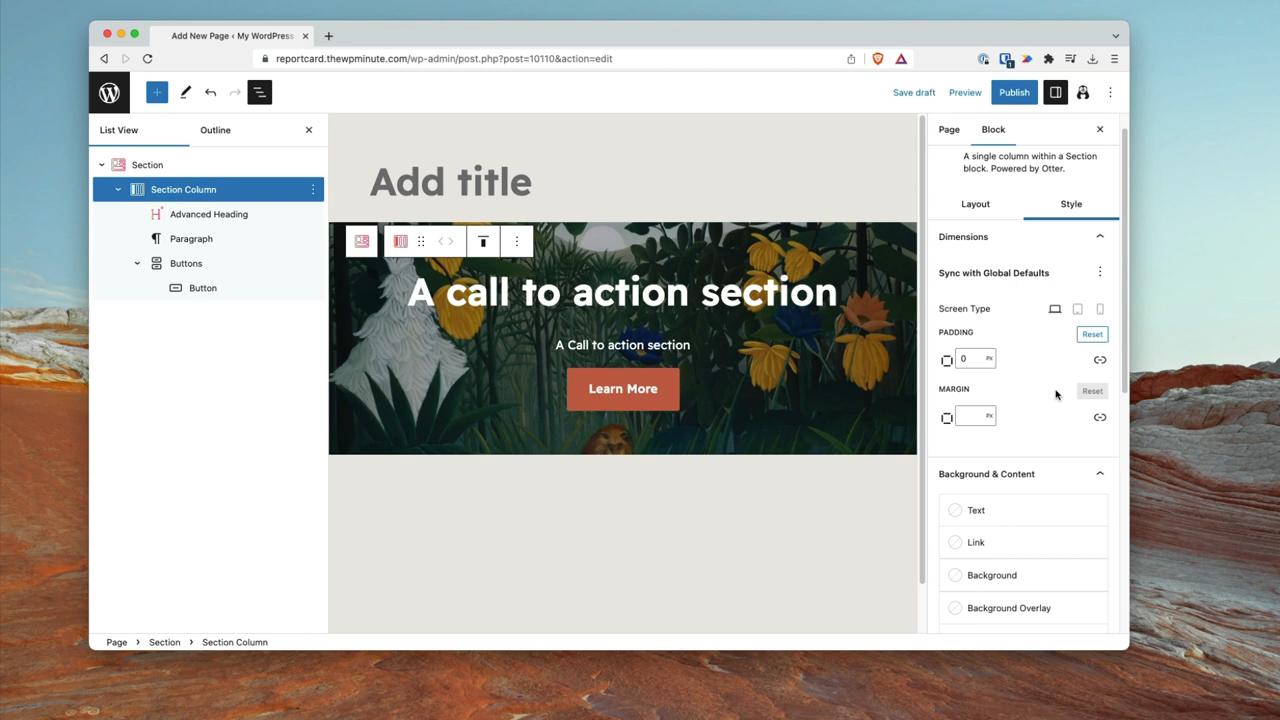 Add New Page ‹ My WordPress
reportcard.thewpminute.com/wp-admin/post.php?post=10110&action=edit
1
Save draft
Preview
Publish
List View
Outline
Section
Section Column
Advanced Heading
Paragraph
Buttons
Button
Add title
A call to action section
A Call to action section
Learn More
Page
Block
A single column within a Section
block. Powered by Otter.
Layout
Style
Dimensions
Sync with Global Defaults
Screen Type
PADDING
Reset
0
PX
MARGIN
Reset
PX
Background & Content
Text
Link
Background
Background Overlay
Page › Section › Section Column